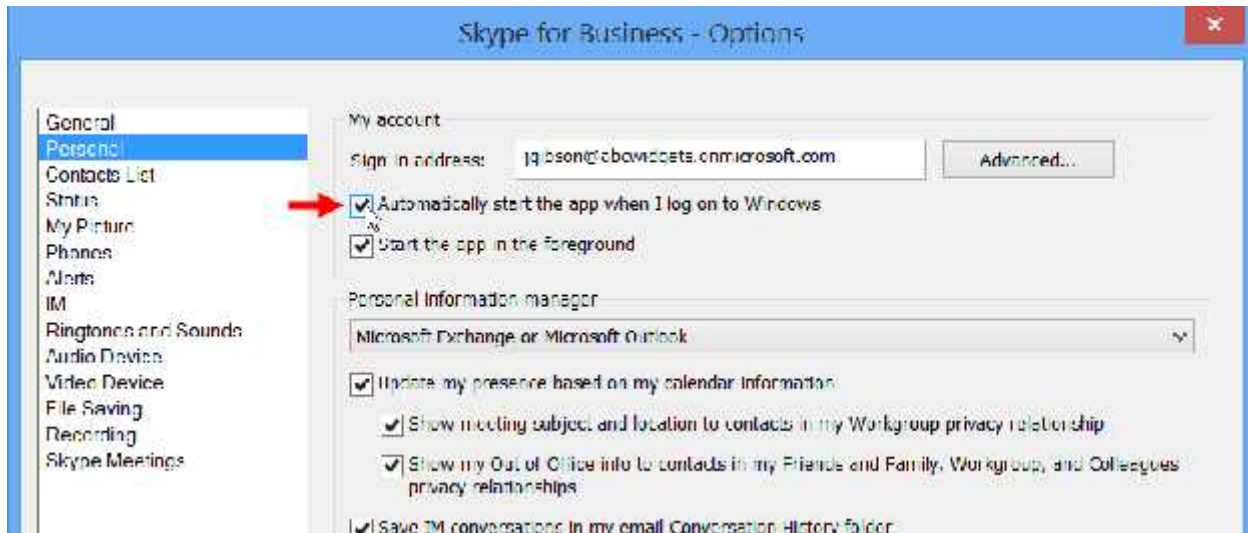 Skype for Business - Options
General
Personal
Contacts List
Status
My Picture
Phones
Alerts
IM
Ringtones and Sounds
Audio Device
Video Device
File Saving
Recording
Skype Meetings
My account
Sign in address:
jgibson@abcwidgets.onmicrosoft.com
Advanced...
Automatically start the app when I log on to Windows
Start the app in the foreground
Personal information manager
Microsoft Exchange or Microsoft Outlook
Update my presence based on my calendar information
Show meeting subject and location to contacts in my Workgroup privacy relationship
Show my Out of Office info to contacts in my Friends and Family, Workgroup, and Colleagues
privacy relationships
Save IM conversations in my email Conversation History folder